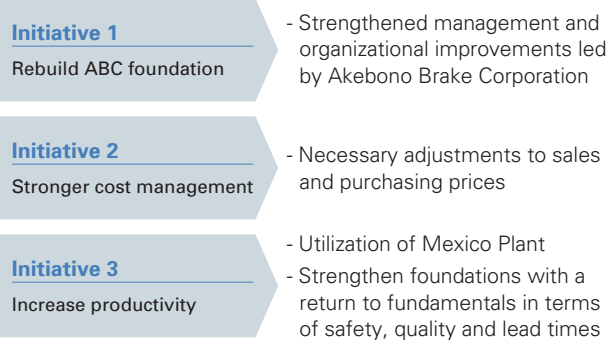 Initiative 1
Rebuild ABC foundation
- Strengthened management and
organizational improvements led
by Akebono Brake Corporation
Initiative 2
Stronger cost management
- Necessary adjustments to sales
and purchasing prices
Initiative 3
Increase productivity
- Utilization of Mexico Plant
- Strengthen foundations with a
return to fundamentals in terms
of safety, quality and lead times